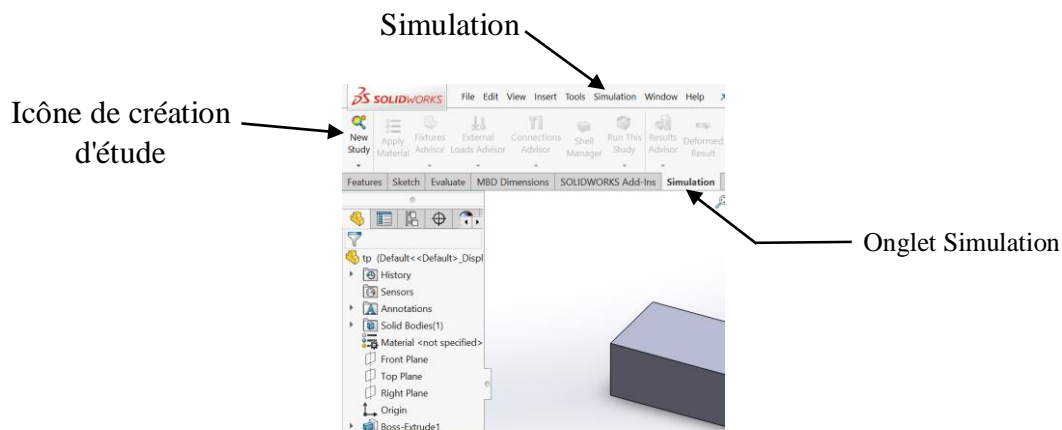 Simulation
Icône de création
d'étude
SOLIDWORKS File Edit View Insert Tools Simulation Window Help
New Study Apply Material Fixtures Advisor External Loads Advisor Connections Advisor Shell Manager Run This Study Results Advisor Deformed Result
Features Sketch Evaluate MBD Dimensions SOLIDWORKS Add-Ins Simulation
Onglet Simulation
tp (Default<<Default>_Displ
History
Sensors
Annotations
Solid Bodies(1)
Material <not specified>
Front Plane
Top Plane
Right Plane
Origin
Boss-Extrude1